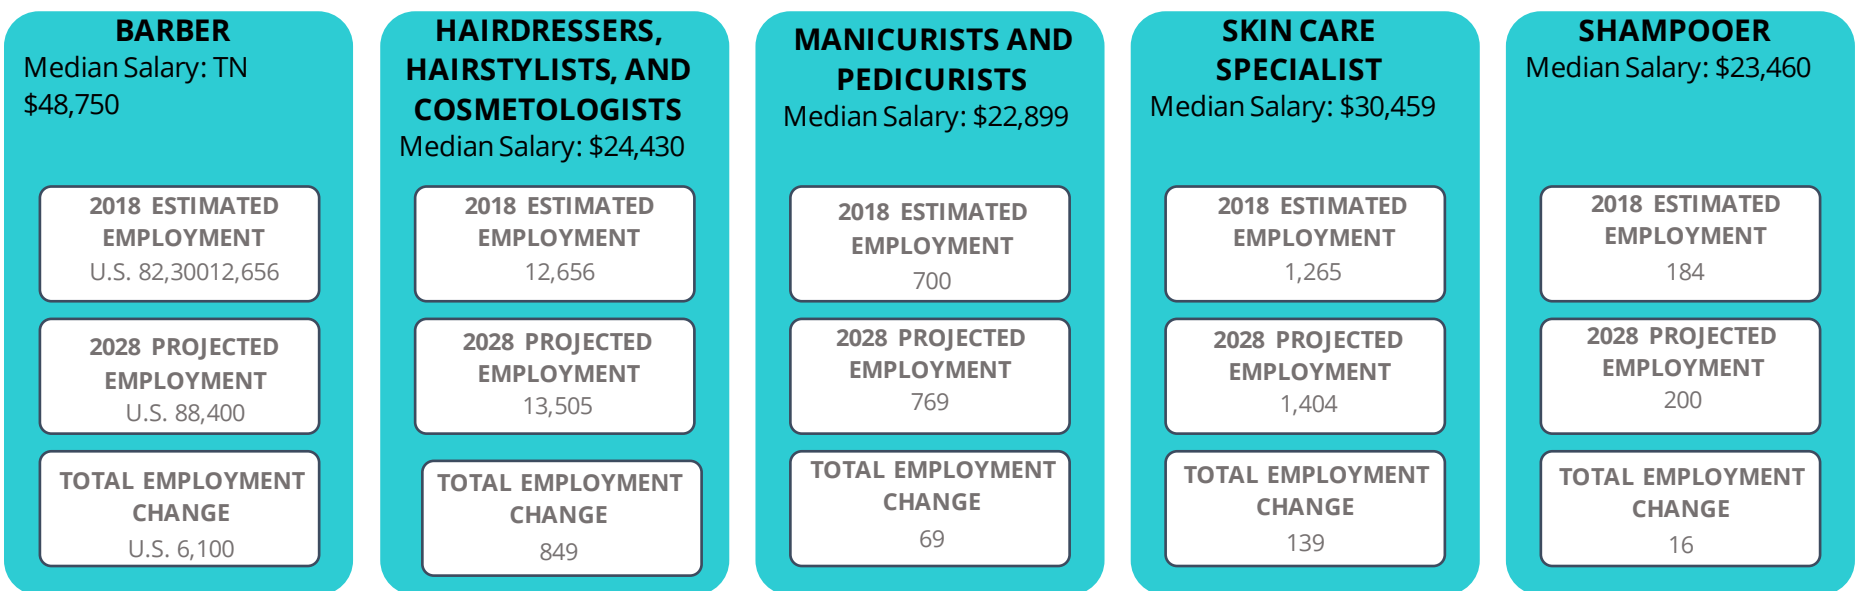 BARBER
Median Salary: TN
$48,750
2018 ESTIMATED
EMPLOYMENT
U.S. 82,30012,656
2028 PROJECTED
EMPLOYMENT
U.S. 88,400
TOTAL EMPLOYMENT
CHANGE
U.S. 6,100
HAIRDRESSERS,
HAIRSTYLISTS, AND
COSMETOLOGISTS
Median Salary: $24,430
2018 ESTIMATED
EMPLOYMENT
12,656
2028 PROJECTED
EMPLOYMENT
13,505
TOTAL EMPLOYMENT
CHANGE
849
MANICURISTS AND
PEDICURISTS
Median Salary: $22,899
2018 ESTIMATED
EMPLOYMENT
700
2028 PROJECTED
EMPLOYMENT
769
TOTAL EMPLOYMENT
CHANGE
69
SKIN CARE
SPECIALIST
Median Salary: $30,459
2018 ESTIMATED
EMPLOYMENT
1,265
2028 PROJECTED
EMPLOYMENT
1,404
TOTAL EMPLOYMENT
CHANGE
139
SHAMPOOER
Median Salary: $23,460
2018 ESTIMATED
EMPLOYMENT
184
2028 PROJECTED
EMPLOYMENT
200
TOTAL EMPLOYMENT
CHANGE
16